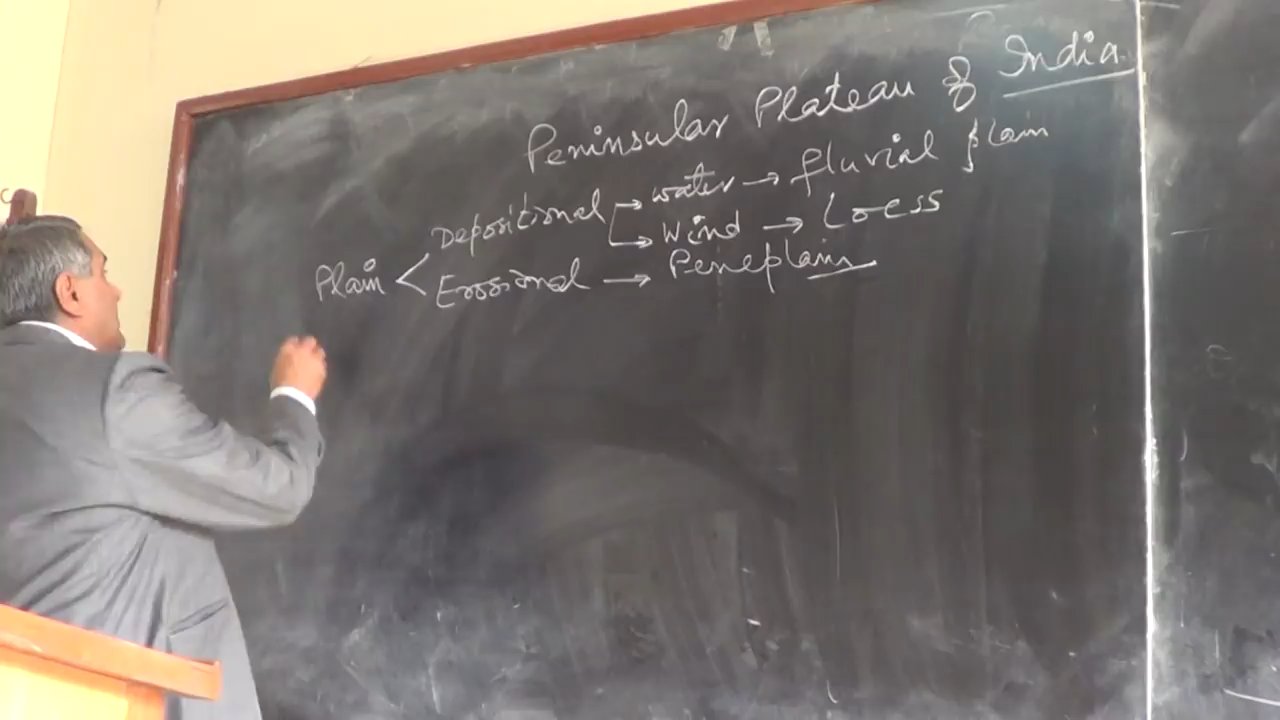 Peninsular Plateau of India
Depositional → water → fluvial plain
→ Wind → Loess
Plain < Erosional → Peneplain